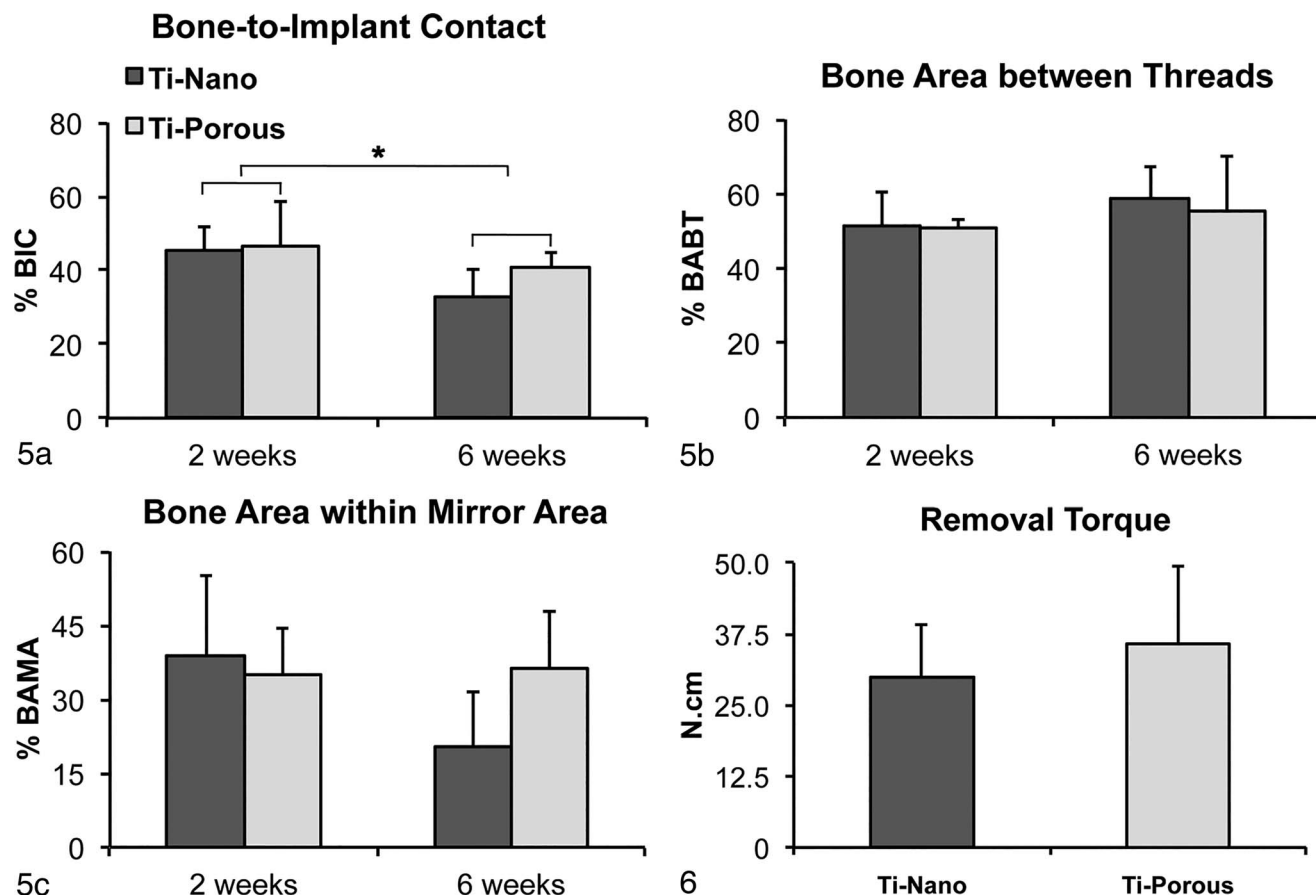 Bone-to-Implant Contact
Ti-Nano
Ti-Porous
80
60
40
20
0
% BIC
*
2 weeks
6 weeks
5a
Bone Area between Threads
80
60
40
20
0
% BABT
2 weeks
6 weeks
5b
Bone Area within Mirror Area
60
45
30
15
0
% BAMA
2 weeks
6 weeks
5c
Removal Torque
50.0
37.5
25.0
12.5
0.0
N.cm
Ti-Nano
Ti-Porous
6